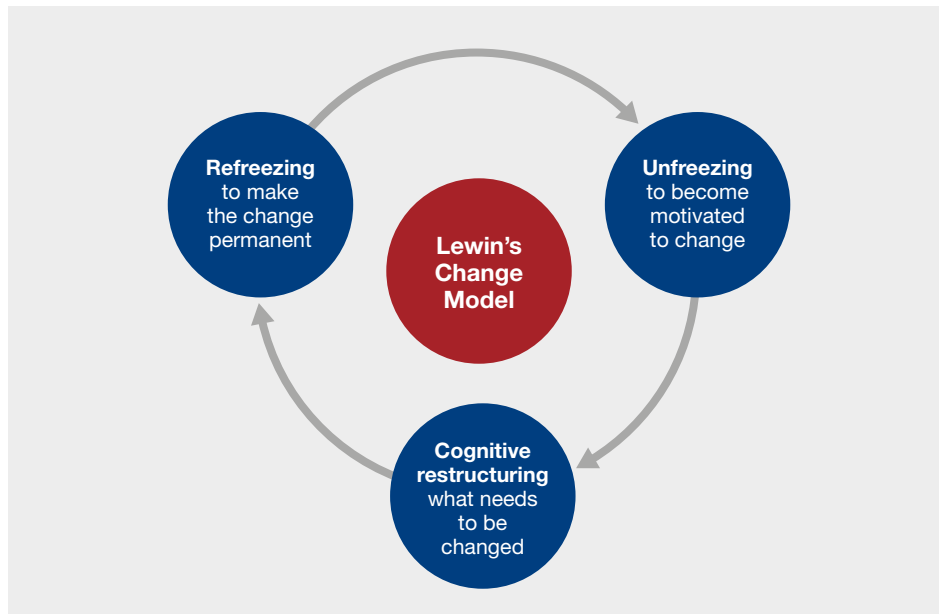 Refreezing
to make
the change
permanent
Unfreezing
to become
motivated
to change
Lewin’s
Change
Model
Cognitive
restructuring
what needs
to be
changed